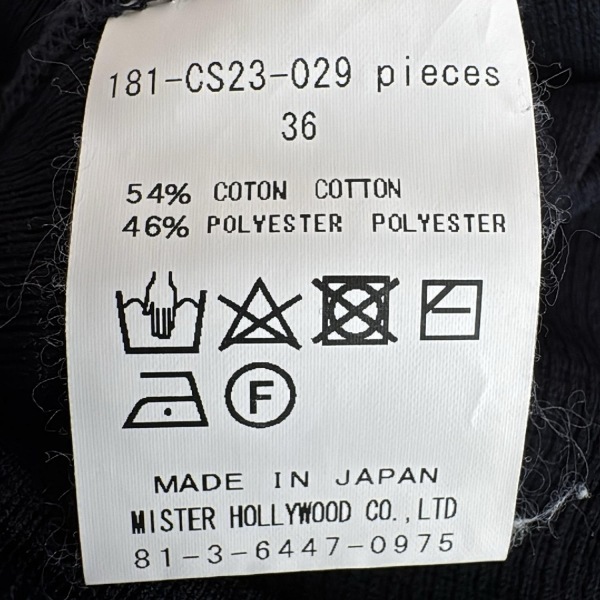 181-CS23-029 pieces
36
54% COTON COTTON
46% POLYESTER POLYESTER
F
MADE IN JAPAN
MISTER HOLLYWOOD CO.,LTD
81-3-6447-0975